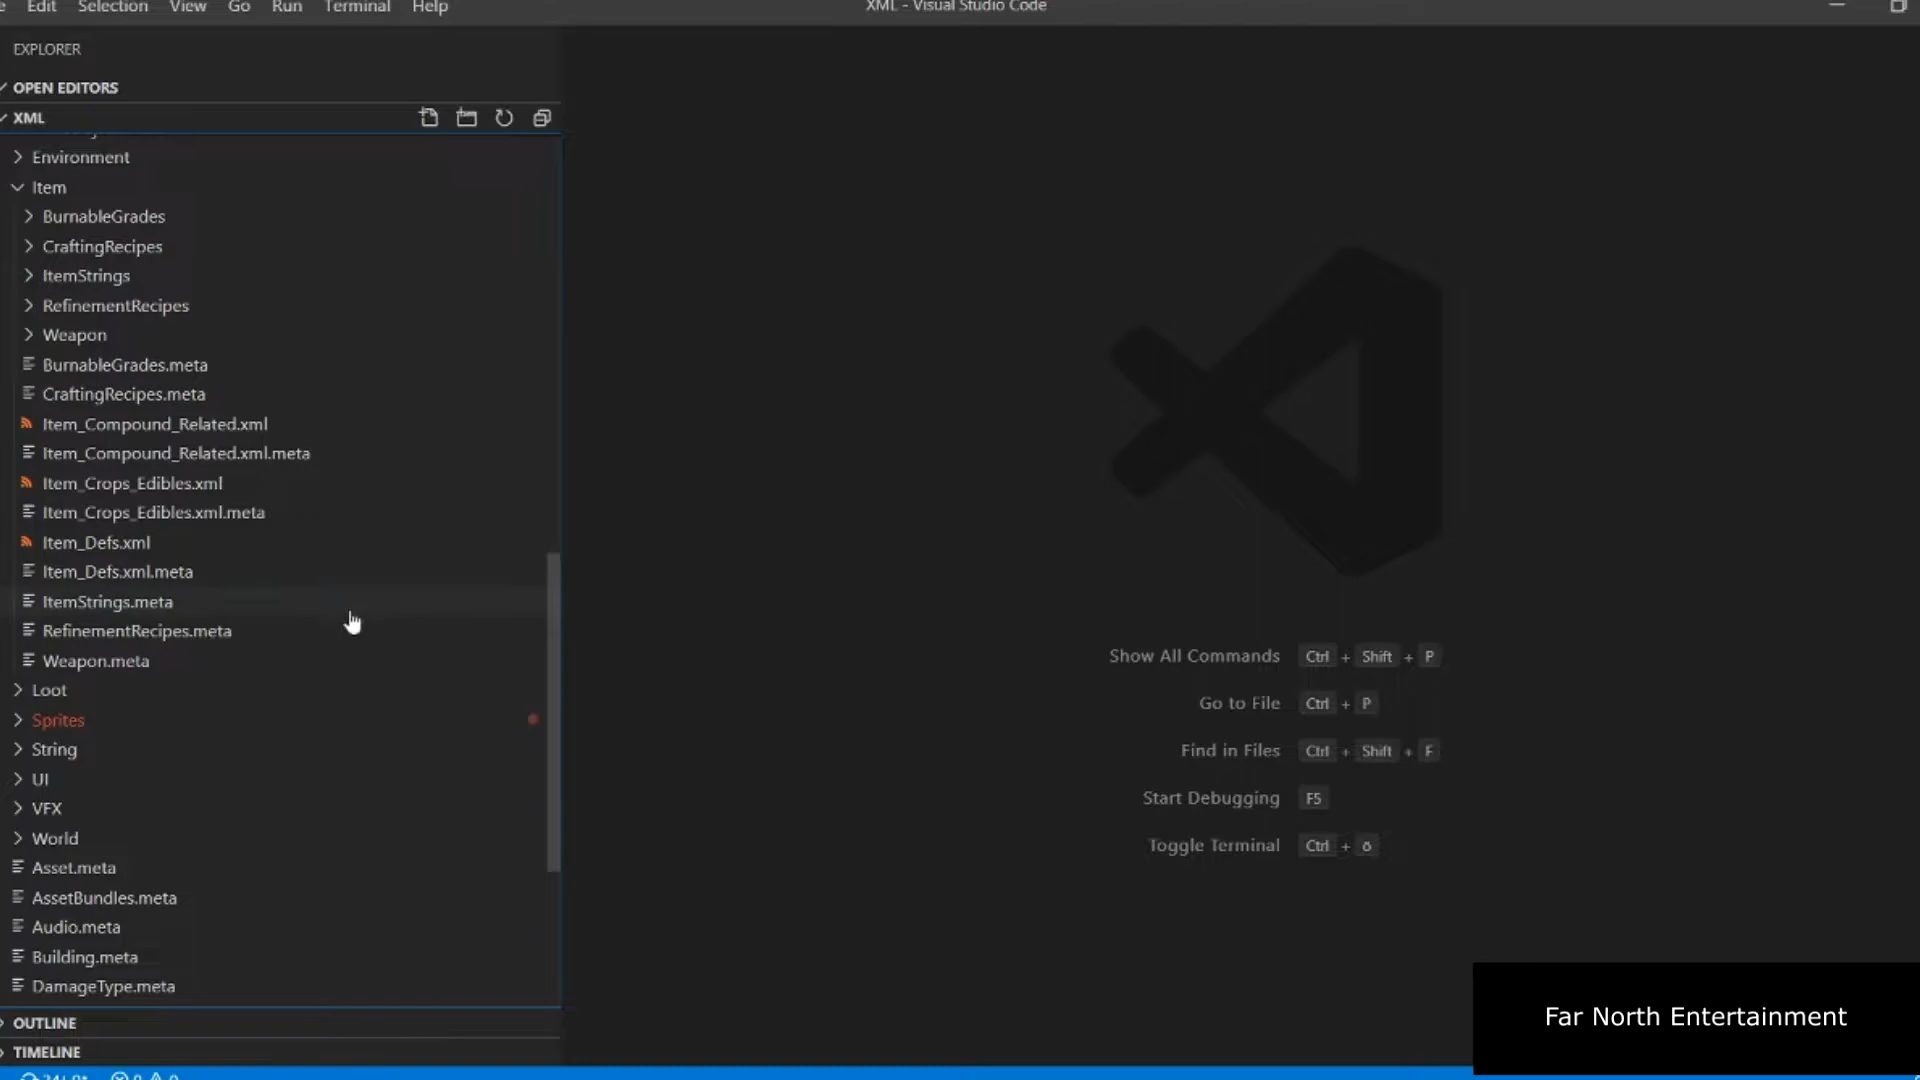 Edit Selection View Go Run Terminal Help
XML - Visual Studio Code
EXPLORER
OPEN EDITORS
XML
Environment
Item
BurnableGrades
CraftingRecipes
ItemStrings
RefinementRecipes
Weapon
BurnableGrades.meta
CraftingRecipes.meta
Item_Compound_Related.xml
Item_Compound_Related.xml.meta
Item_Crops_Edibles.xml
Item_Crops_Edibles.xml.meta
Item_Defs.xml
Item_Defs.xml.meta
ItemStrings.meta
RefinementRecipes.meta
Weapon.meta
Loot
Sprites
String
UI
VFX
World
Asset.meta
AssetBundles.meta
Audio.meta
Building.meta
DamageType.meta
OUTLINE
TIMELINE
Show All Commands Ctrl + Shift + P
Go to File Ctrl + P
Find in Files Ctrl + Shift + F
Start Debugging F5
Toggle Terminal Ctrl + ö
Far North Entertainment